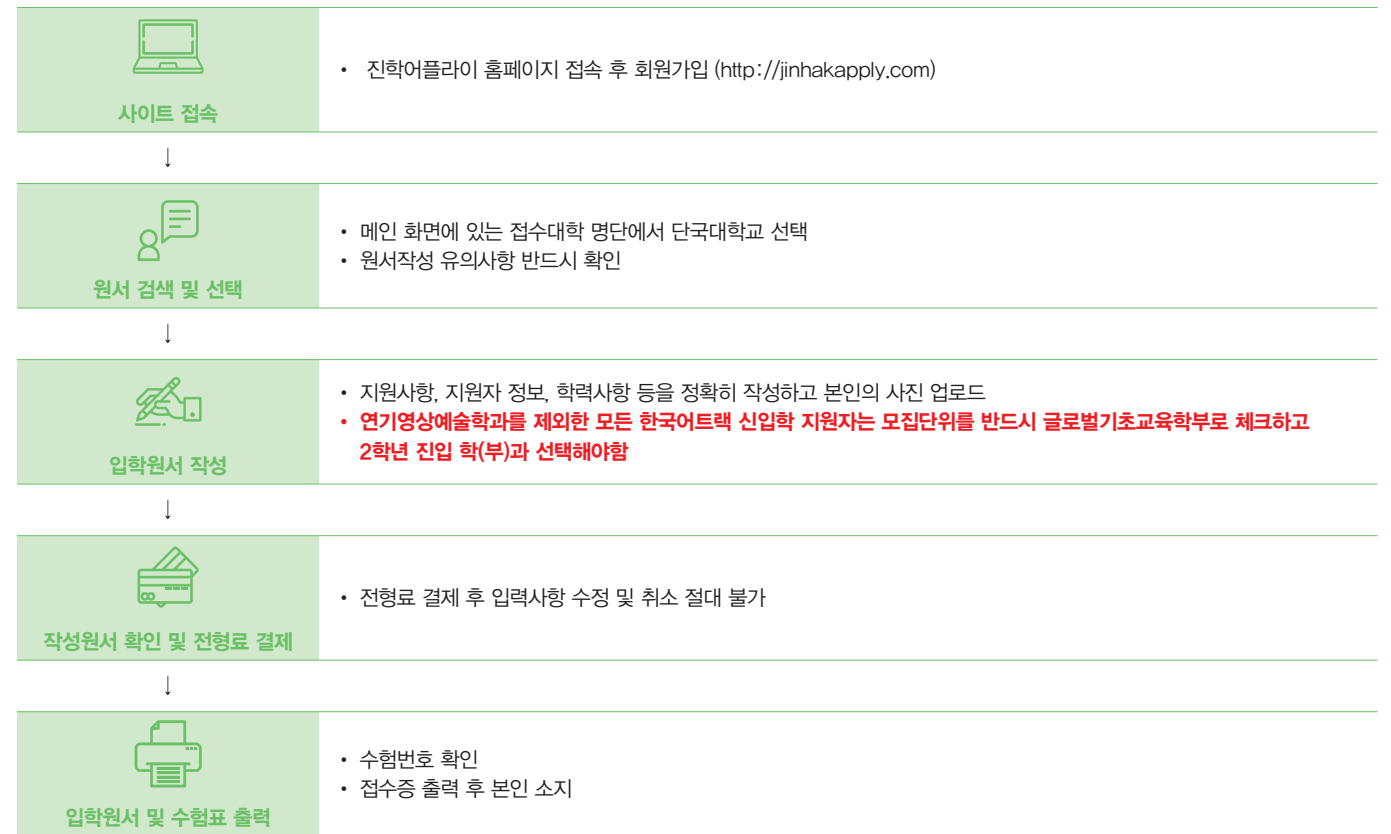 사이트 접속
• 진학어플라이 홈페이지 접속 후 회원가입 (http://jinhakapply.com)
↓
원서 검색 및 선택
• 메인 화면에 있는 접수대학 명단에서 단국대학교 선택
• 원서작성 유의사항 반드시 확인
↓
입학원서 작성
• 지원사항, 지원자 정보, 학력사항 등을 정확히 작성하고 본인의 사진 업로드
• 연기영상예술학과를 제외한 모든 한국어트랙 신입학 지원자는 모집단위를 반드시 글로벌기초교육학부로 체크하고
2학년 진입 학(부)과 선택해야함
↓
작성원서 확인 및 전형료 결제
• 전형료 결제 후 입력사항 수정 및 취소 절대 불가
↓
입학원서 및 수험표 출력
• 수험번호 확인
• 접수증 출력 후 본인 소지